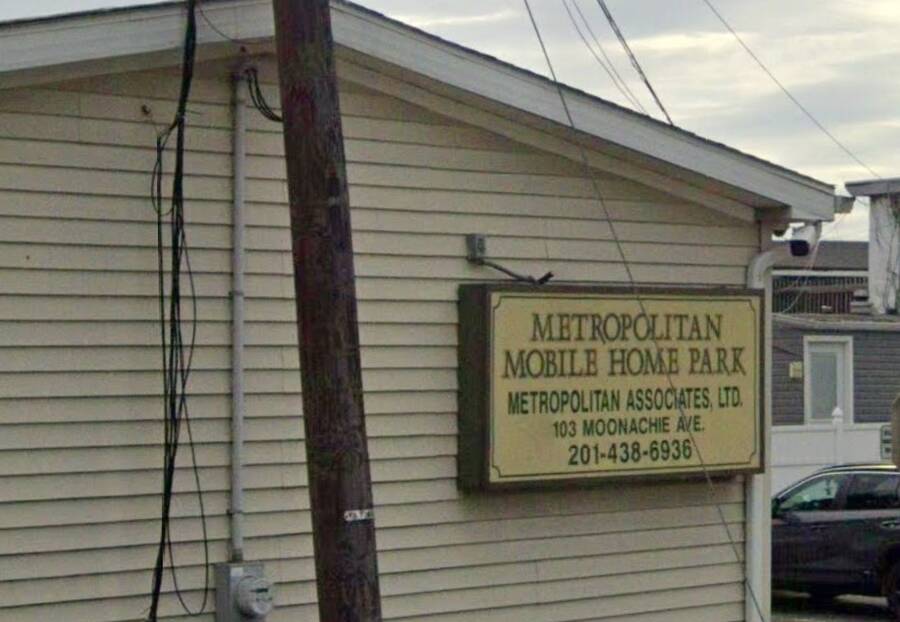 METROPOLITAN
MOBILE HOME PARK
METROPOLITAN ASSOCIATES, LTD.
103 MOONACHIE AVE.
201-438-6936